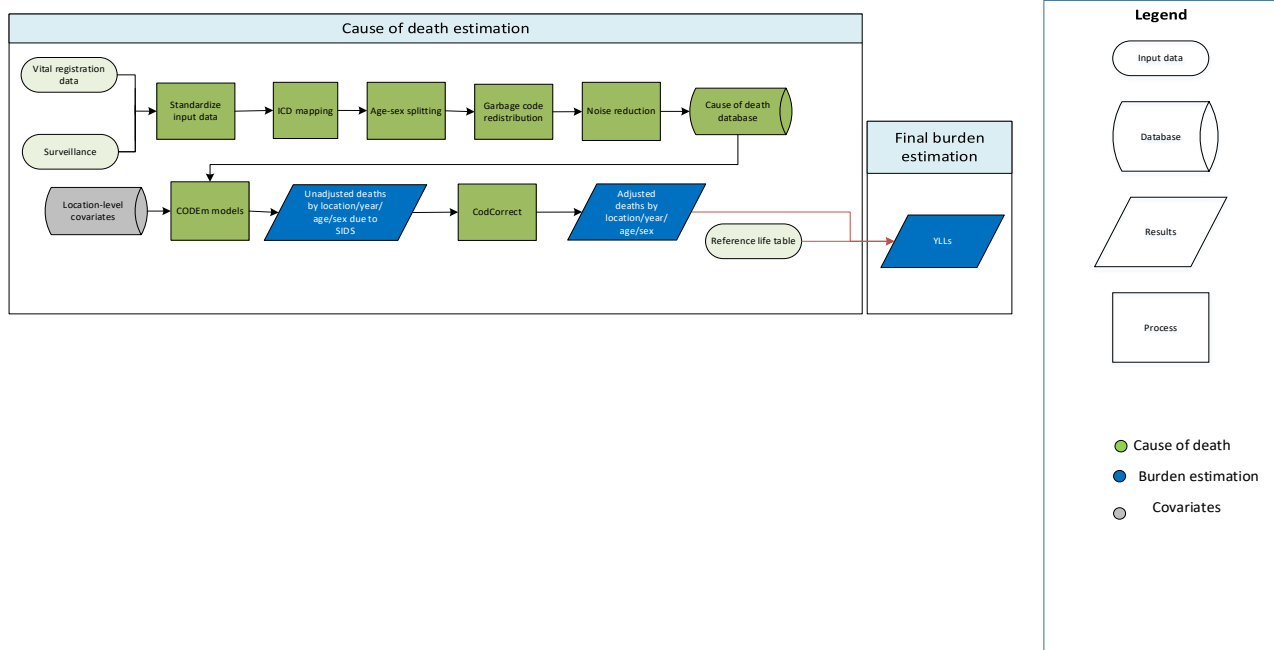 Cause of death estimation
Vital registration
data
Surveillance
Standardize
input data
ICD mapping
Age-sex splitting
Garbage code
redistribution
Noise reduction
Cause of death
database
Location-level
covariates
CODEm models
Unadjusted deaths
by location/year/
age/sex due to
SIDS
CodCorrect
Adjusted
deaths by
location/year/
age/sex
Reference life table
Final burden
estimation
YLLs
Legend
Input data
Database
Results
Process
Cause of death
Burden estimation
Covariates